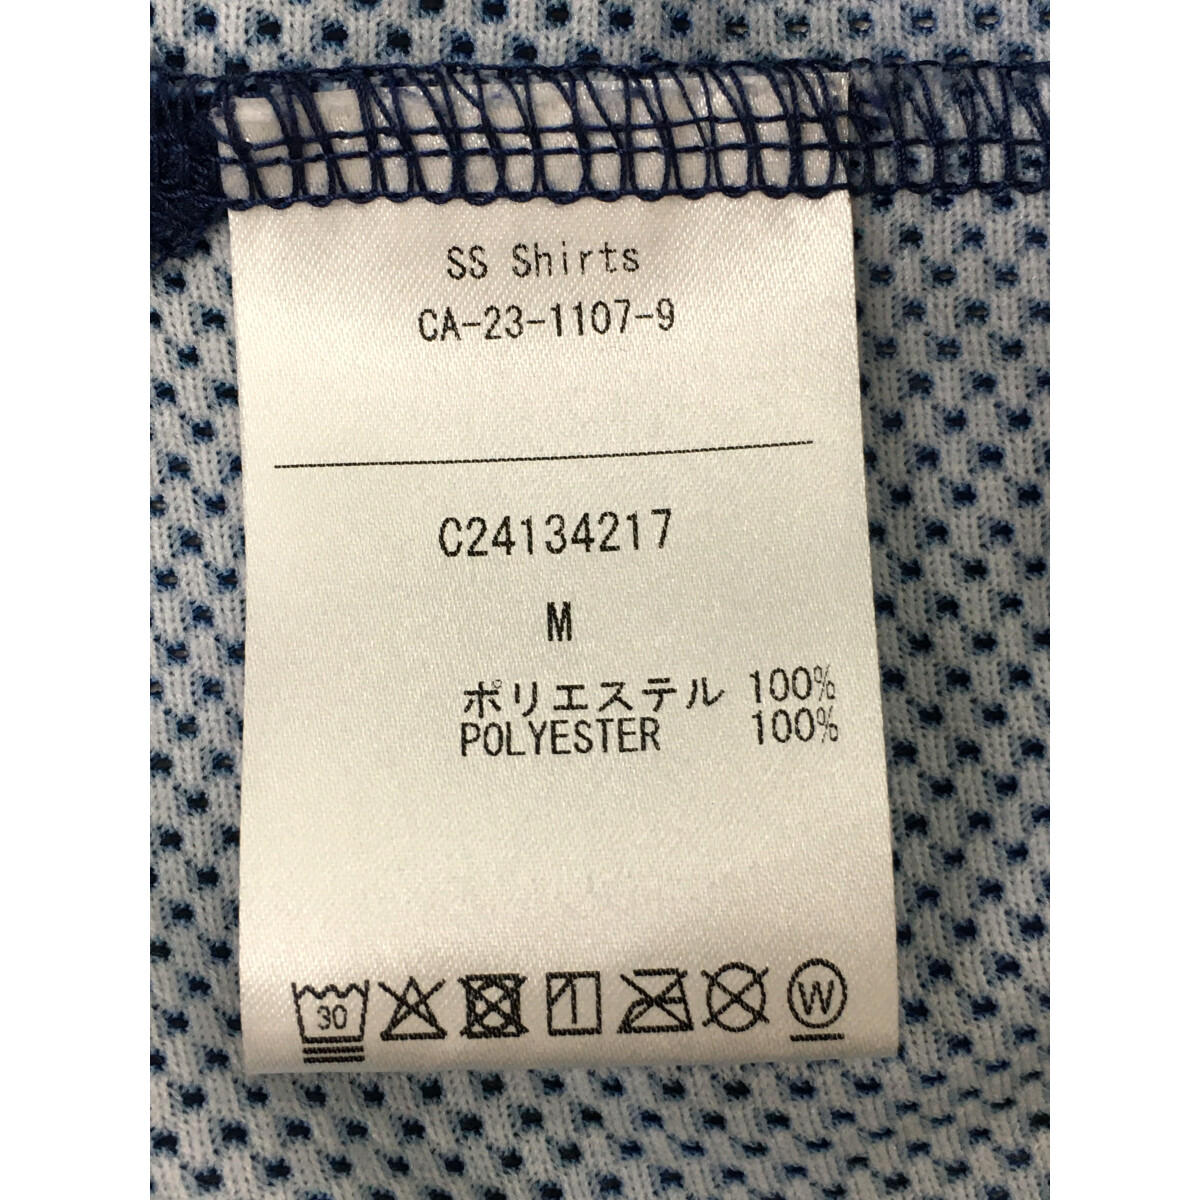 SS Shirts
CA-23-1107-9
C24134217
M
ポリエステル 100%
POLYESTER 100%
30
W